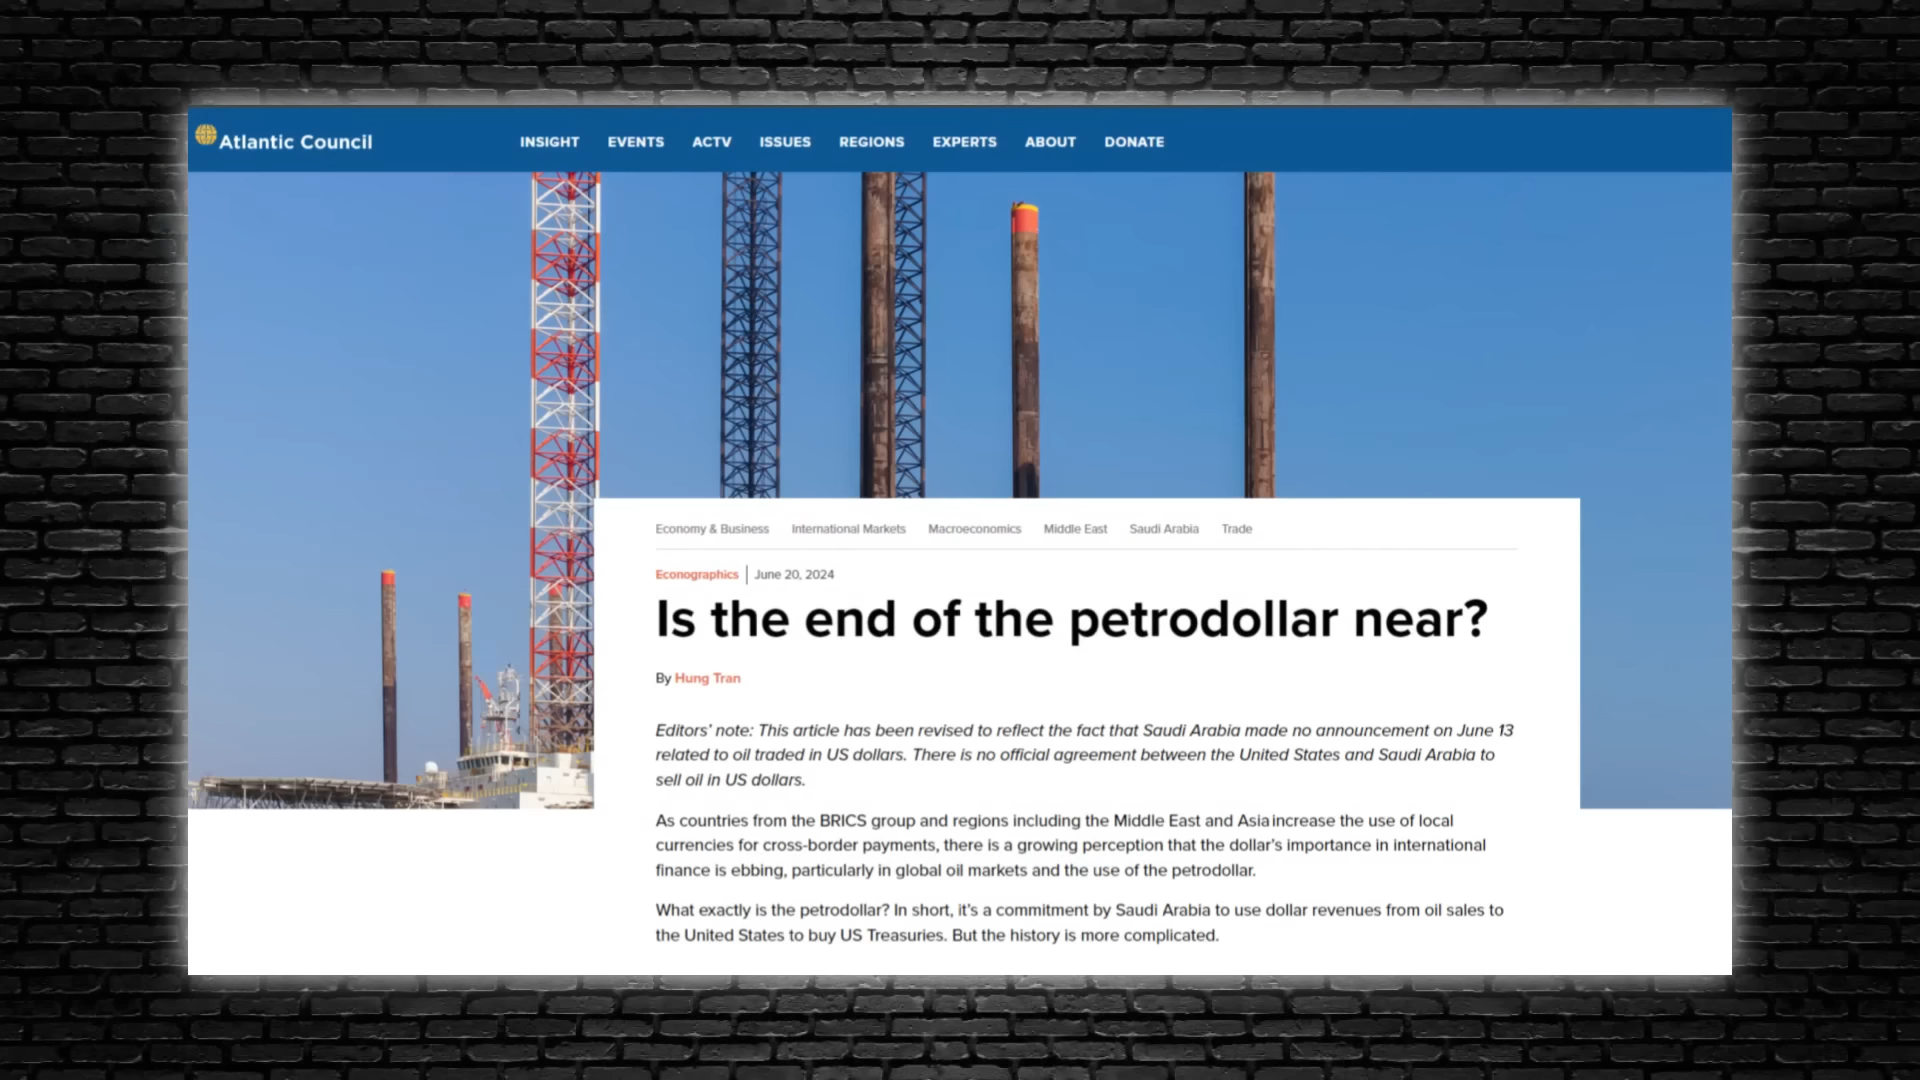 Atlantic Council
INSIGHT EVENTS ACTV ISSUES REGIONS EXPERTS ABOUT DONATE
Economy & Business International Markets Macroeconomics Middle East Saudi Arabia Trade
Econographics | June 20, 2024
Is the end of the petrodollar near?
By Hung Tran
Editors' note: This article has been revised to reflect the fact that Saudi Arabia made no announcement on June 13
related to oil traded in US dollars. There is no official agreement between the United States and Saudi Arabia to
sell oil in US dollars.
As countries from the BRICS group and regions including the Middle East and Asia increase the use of local
currencies for cross-border payments, there is a growing perception that the dollar's importance in international
finance is ebbing, particularly in global oil markets and the use of the petrodollar.
What exactly is the petrodollar? In short, it's a commitment by Saudi Arabia to use dollar revenues from oil sales to
the United States to buy US Treasuries. But the history is more complicated.